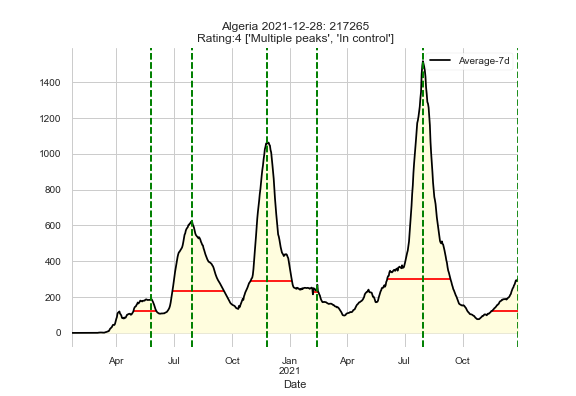 Algeria 2021-12-28: 217265
Rating:4 ['Multiple peaks', 'In control']
Average-7d
1400
1200
1000
800
600
400
200
0
Apr Jul Oct Jan Apr Jul Oct
2021
Date